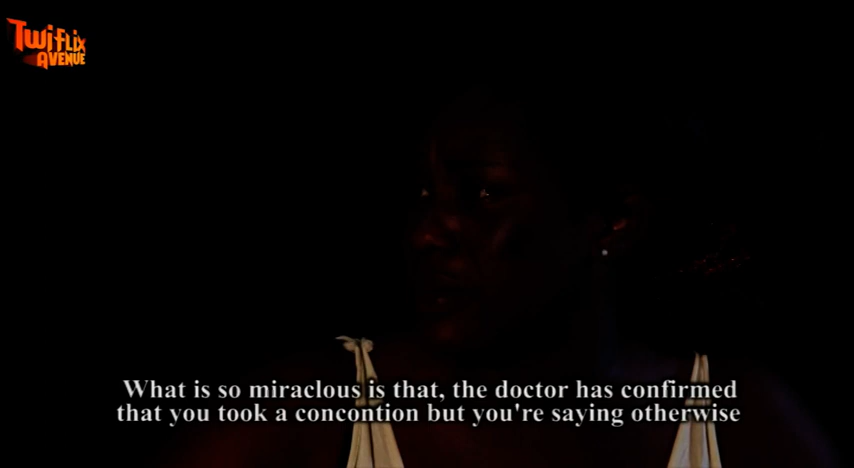 TWIFLIX
AVENUE
What is so miraclous is that, the doctor has confirmed
that you took a concontion but you're saying otherwise